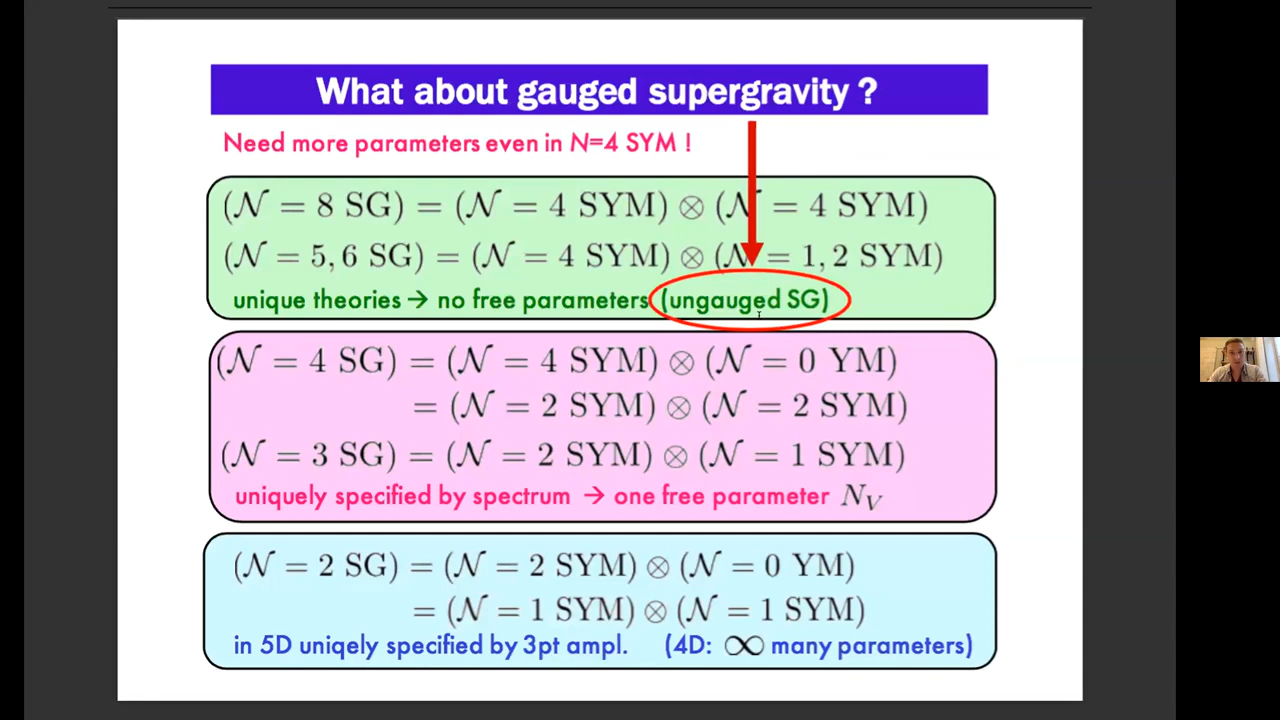 What about gauged supergravity ?
Need more parameters even in N=4 SYM !
(𝒩 = 8 SG) = (𝒩 = 4 SYM) ⊗ (𝒩 = 4 SYM)
(𝒩 = 5, 6 SG) = (𝒩 = 4 SYM) ⊗ (𝒩 = 1, 2 SYM)
unique theories → no free parameters (ungauged SG)
(𝒩 = 4 SG) = (𝒩 = 4 SYM) ⊗ (𝒩 = 0 YM)
= (𝒩 = 2 SYM) ⊗ (𝒩 = 2 SYM)
(𝒩 = 3 SG) = (𝒩 = 2 SYM) ⊗ (𝒩 = 1 SYM)
uniquely specified by spectrum → one free parameter N_V
(𝒩 = 2 SG) = (𝒩 = 2 SYM) ⊗ (𝒩 = 0 YM)
= (𝒩 = 1 SYM) ⊗ (𝒩 = 1 SYM)
in 5D uniqely specified by 3pt ampl. (4D: ∞ many parameters)